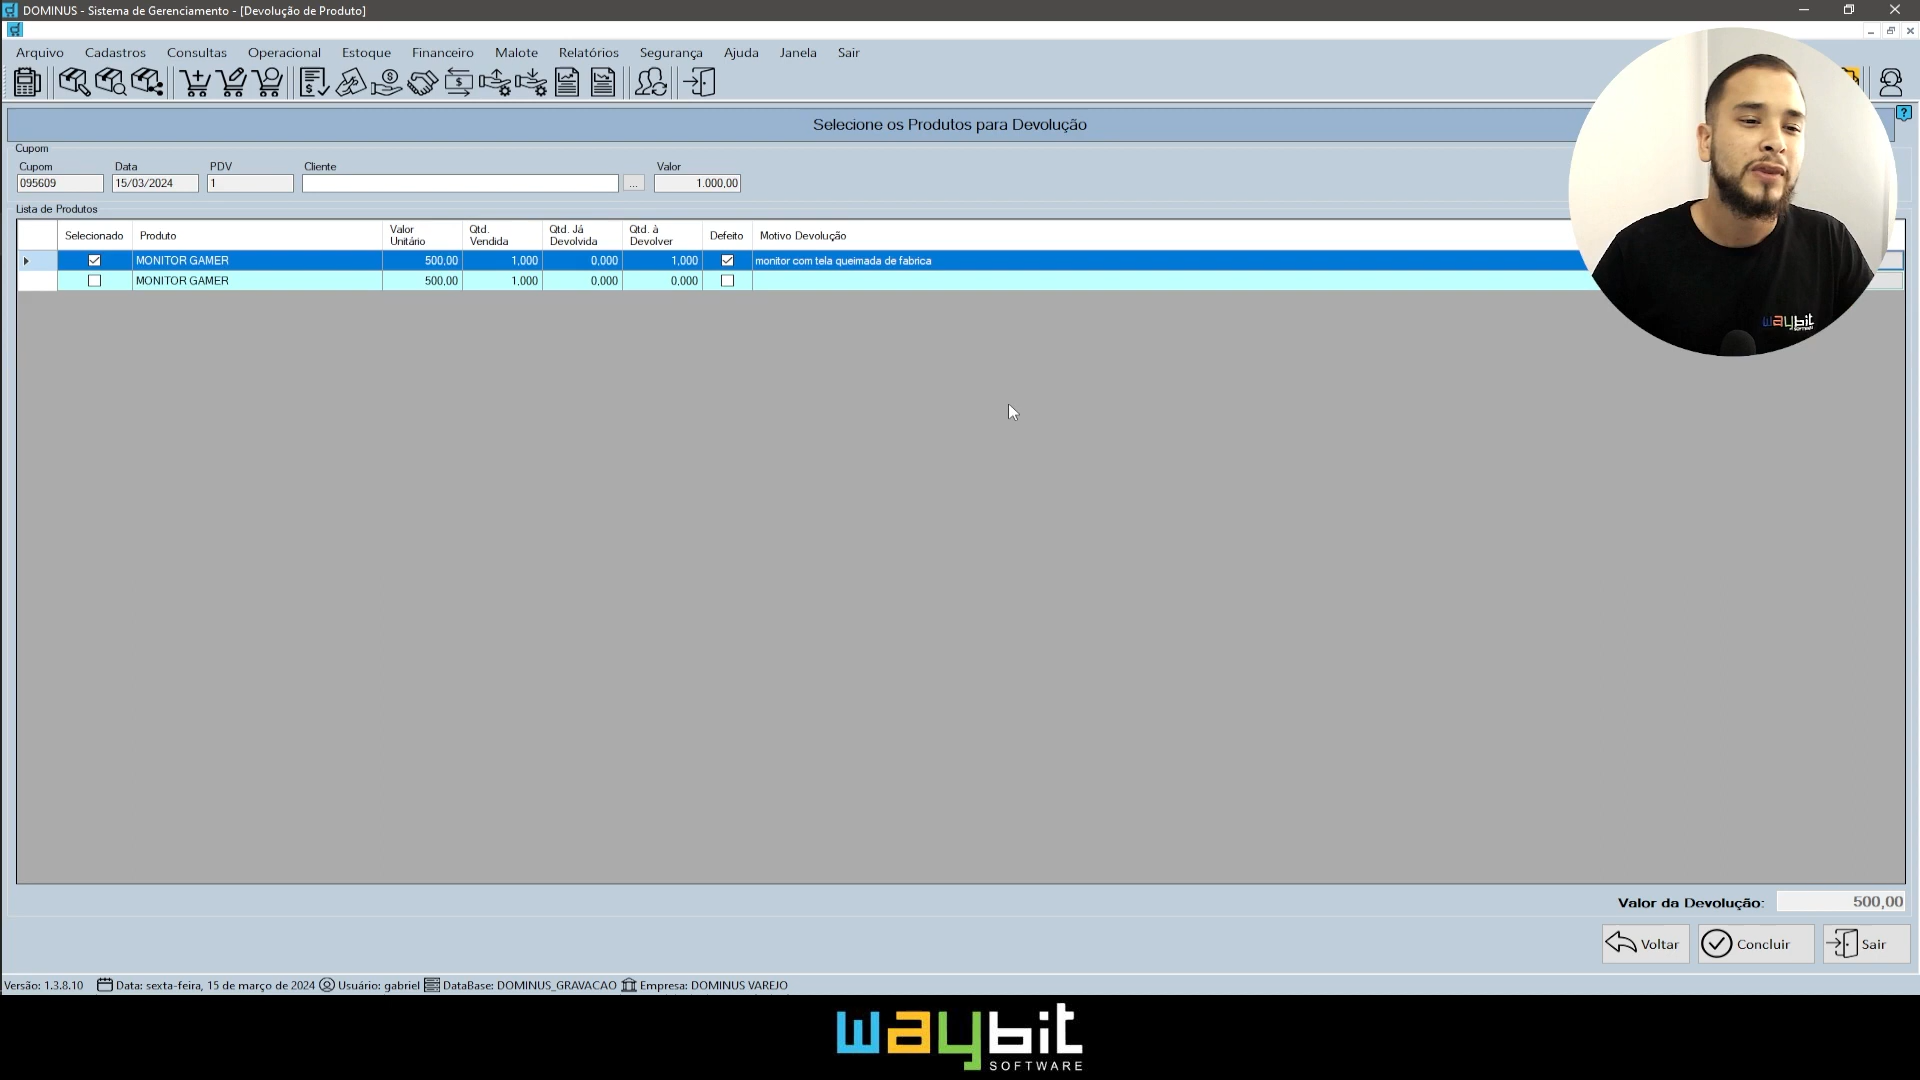 DOMINUS - Sistema de Gerenciamento - [Devolução de Produto]
Arquivo Cadastros Consultas Operacional Estoque Financeiro Malote Relatórios Segurança Ajuda Janela Sair
Selecione os Produtos para Devolução
Cupom
Cupom Data PDV Cliente Valor
095609 15/03/2024 1 ... 1.000,00
Lista de Produtos
Selecionado Produto Valor Unitário Qtd. Vendida Qtd. Já Devolvida Qtd. à Devolver Defeito Motivo Devolução
MONITOR GAMER 500,00 1,000 0,000 1,000 monitor com tela queimada de fabrica
MONITOR GAMER 500,00 1,000 0,000 0,000
waybit
Valor da Devolução: 500,00
Voltar Concluir Sair
Versão: 1.3.8.10 Data: sexta-feira, 15 de março de 2024 Usuário: gabriel DataBase: DOMINUS_GRAVACAO Empresa: DOMINUS VAREJO
waybit
SOFTWARE